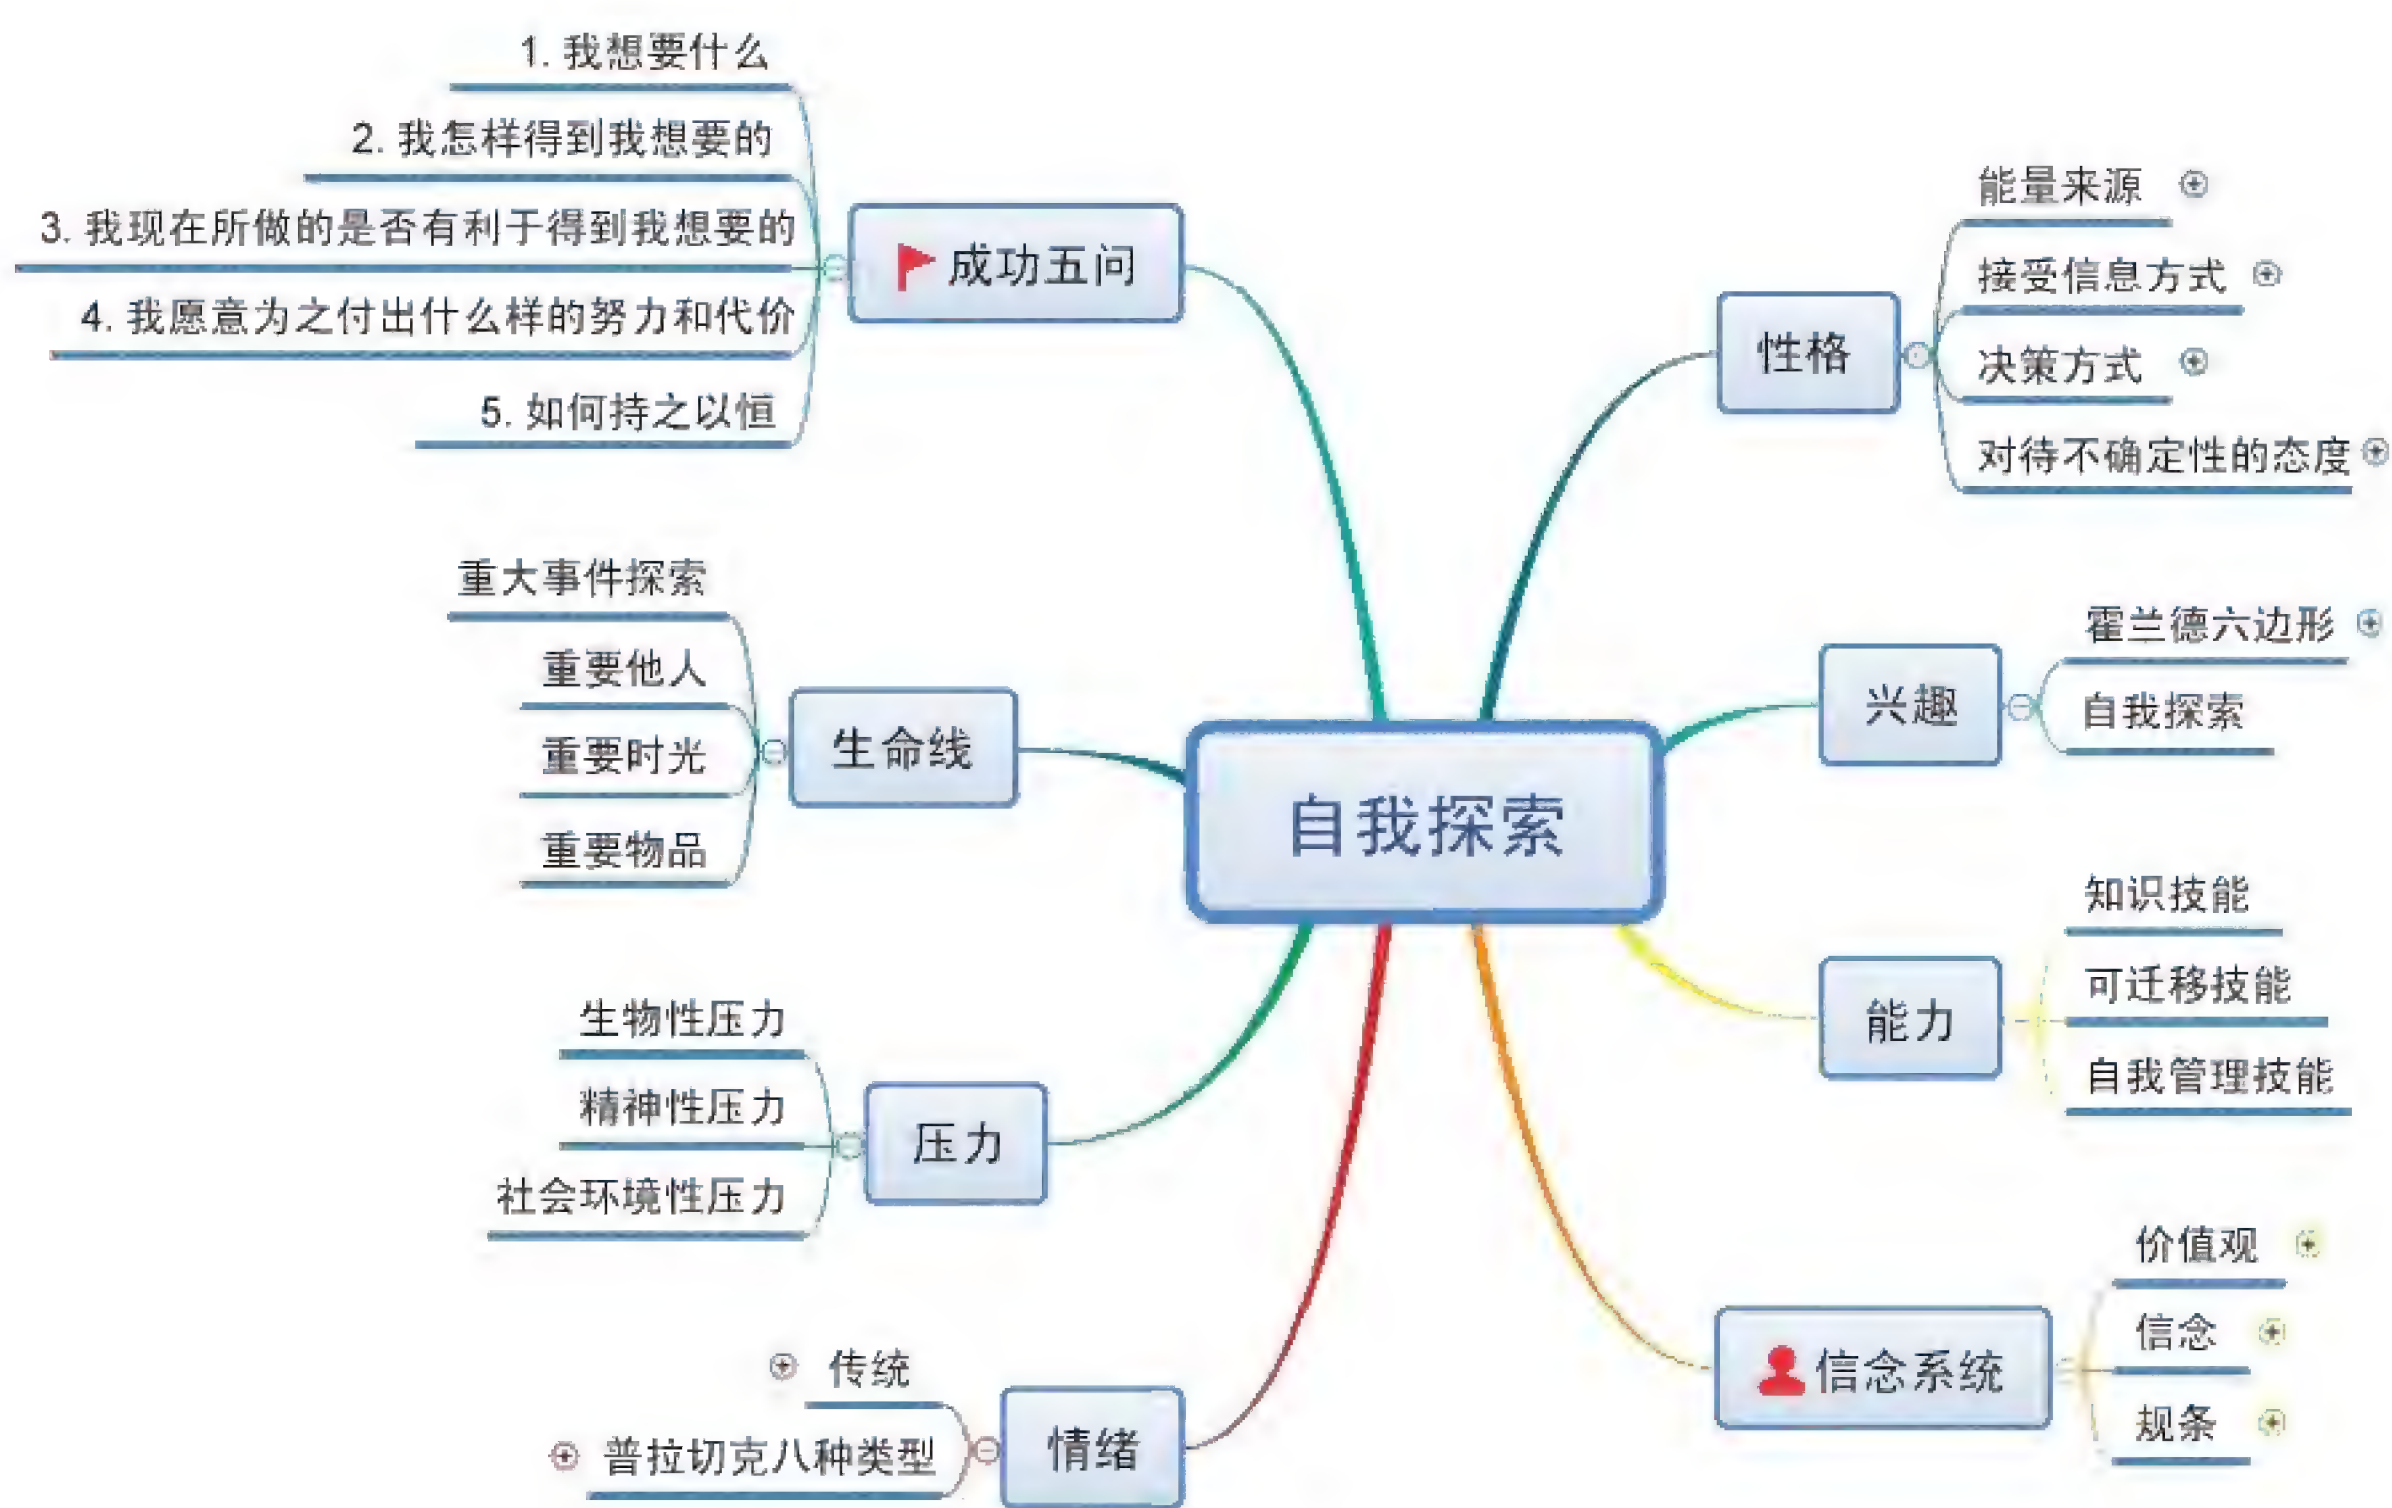 1. 我想要什么
2. 我怎样得到我想要的
3. 我现在所做的是否有利于得到我想要的
4. 我愿意为之付出什么样的努力和代价
5. 如何持之以恒
成功五问
重大事件探索
重要他人
重要时光
重要物品
生命线
生物性压力
精神性压力
社会环境性压力
压力
传统
普拉切克八种类型
情绪
自我探索
性格
能量来源
接受信息方式
决策方式
对待不确定性的态度
兴趣
霍兰德六边形
自我探索
能力
知识技能
可迁移技能
自我管理技能
信念系统
价值观
信念
规条